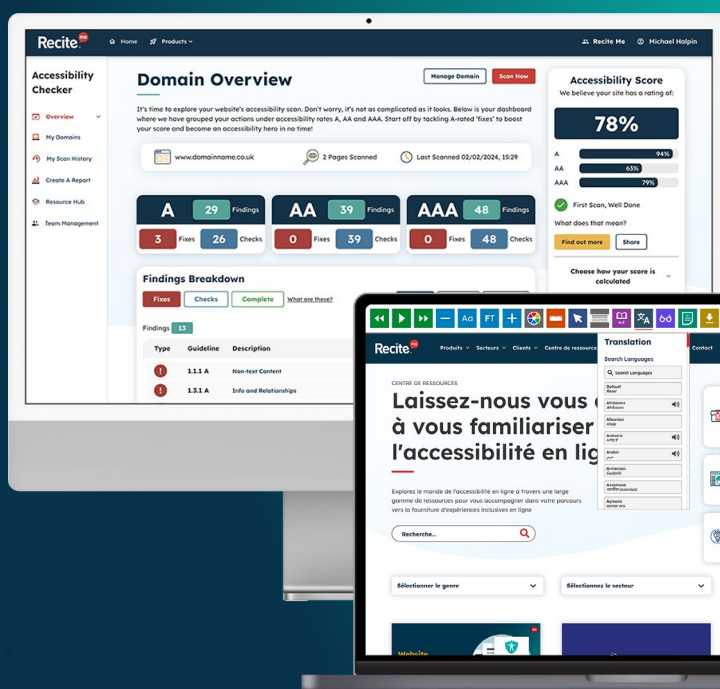 Recite me
Home
Products
Recite Me
Michael Halpin
Accessibility
Checker
Overview
My Domains
My Scan History
Create A Report
Resource Hub
Team Management
Domain Overview
Manage Domain
Scan Now
It's time to explore your website's accessibility scan. Don't worry, it's not as complicated as it looks. Below is your dashboard
where we have grouped your actions under accessibility rates A, AA and AAA. Start off by tackling A-rated 'fixes' to boost
your score and become an accessibility hero in no time!
www.domainname.co.uk
2 Pages Scanned
Last Scanned 02/02/2024, 15:29
A 29 Findings
3 Fixes 26 Checks
AA 39 Findings
0 Fixes 39 Checks
AAA 48 Findings
0 Fixes 48 Checks
Accessibility Score
We believe your site has a rating of:
78%
A 94%
AA 63%
AAA 79%
First Scan, Well Done
What does that mean?
Find out more
Share
Choose how your score is
calculated
Findings Breakdown
Fixes
Checks
Complete
What are these?
Findings 13
Type Guideline Description
1.1.1 A Non-text Content
1.3.1 A Info and Relationships
Aa FT
Recite me
Produits
Secteurs
Clients
Centre de ressources
Contact
CENTRE DE RESSOURCES
Laissez-nous vous
à vous familiariser
l'accessibilité en lig
Explorez le monde de l'accessibilité en ligne à travers une large
gamme de ressources pour vous accompagner dans votre parcours
vers la fourniture d'expériences inclusives en ligne
Recherche...
Sélectionner le genre
Sélectionnez le secteur
Website
Translation
Search Languages
Search Languages
Default
Reset
Afrikaans
Afrikaans
Albanian
shqip
Amharic
Arabic
Armenian
Assamese
Aymara
aymar aru